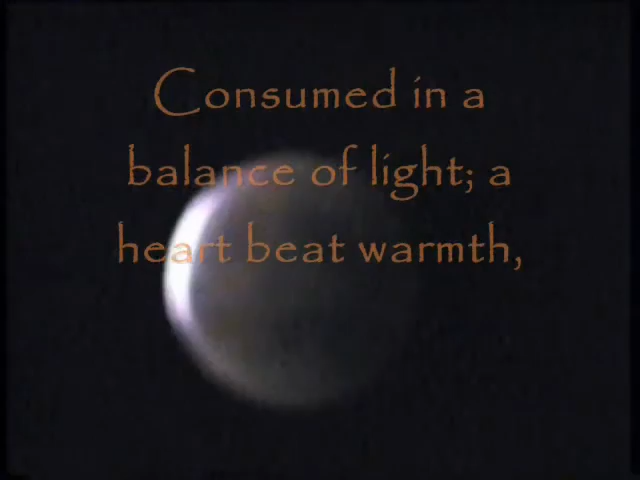 Consumed in a
balance of light; a
heart beat warmth,